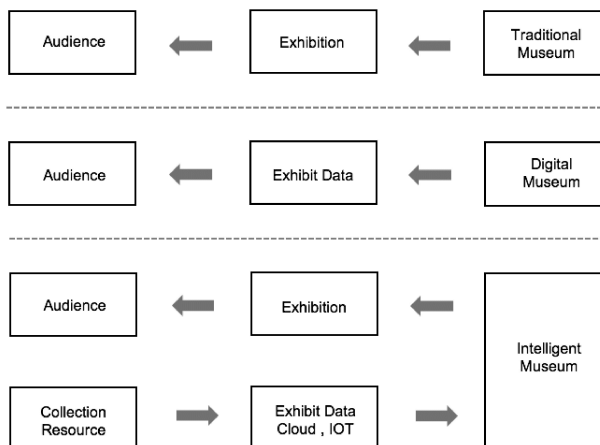 Audience
Exhibition
Traditional
Museum
Audience
Exhibit Data
Digital
Museum
Audience
Exhibition
Intelligent
Museum
Collection
Resource
Exhibit Data
Cloud , IOT